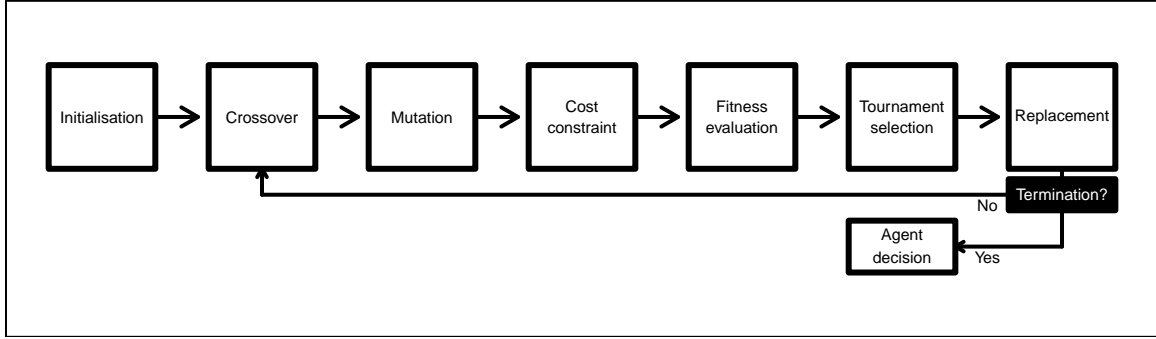 Initialisation
Crossover
Mutation
Cost
constraint
Fitness
evaluation
Tournament
selection
Replacement
Termination?
No
Agent
decision
Yes